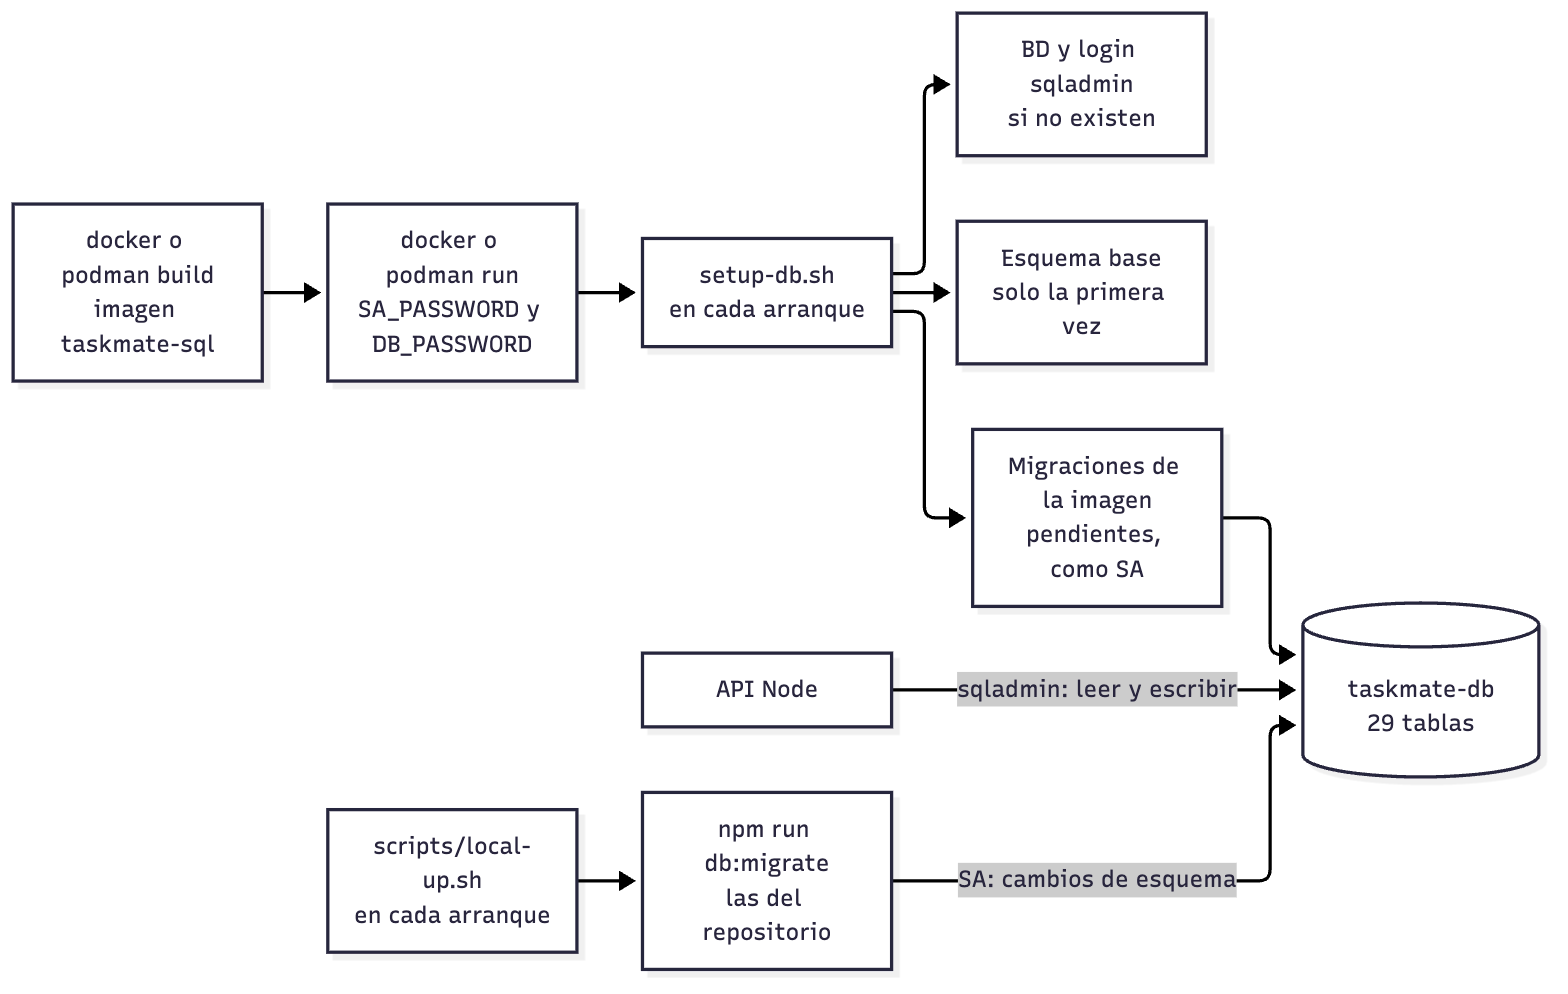 BD y login
sqladmin
si no existen
docker o
podman build
imagen
taskmate-sql
docker o
podman run
SA_PASSWORD y
DB_PASSWORD
setup-db.sh
en cada arranque
Esquema base
solo la primera
vez
Migraciones de
la imagen
pendientes,
como SA
API Node
sqladmin: leer y escribir
taskmate-db
29 tablas
scripts/local-
up.sh
en cada arranque
npm run
db:migrate
las del
repositorio
SA: cambios de esquema